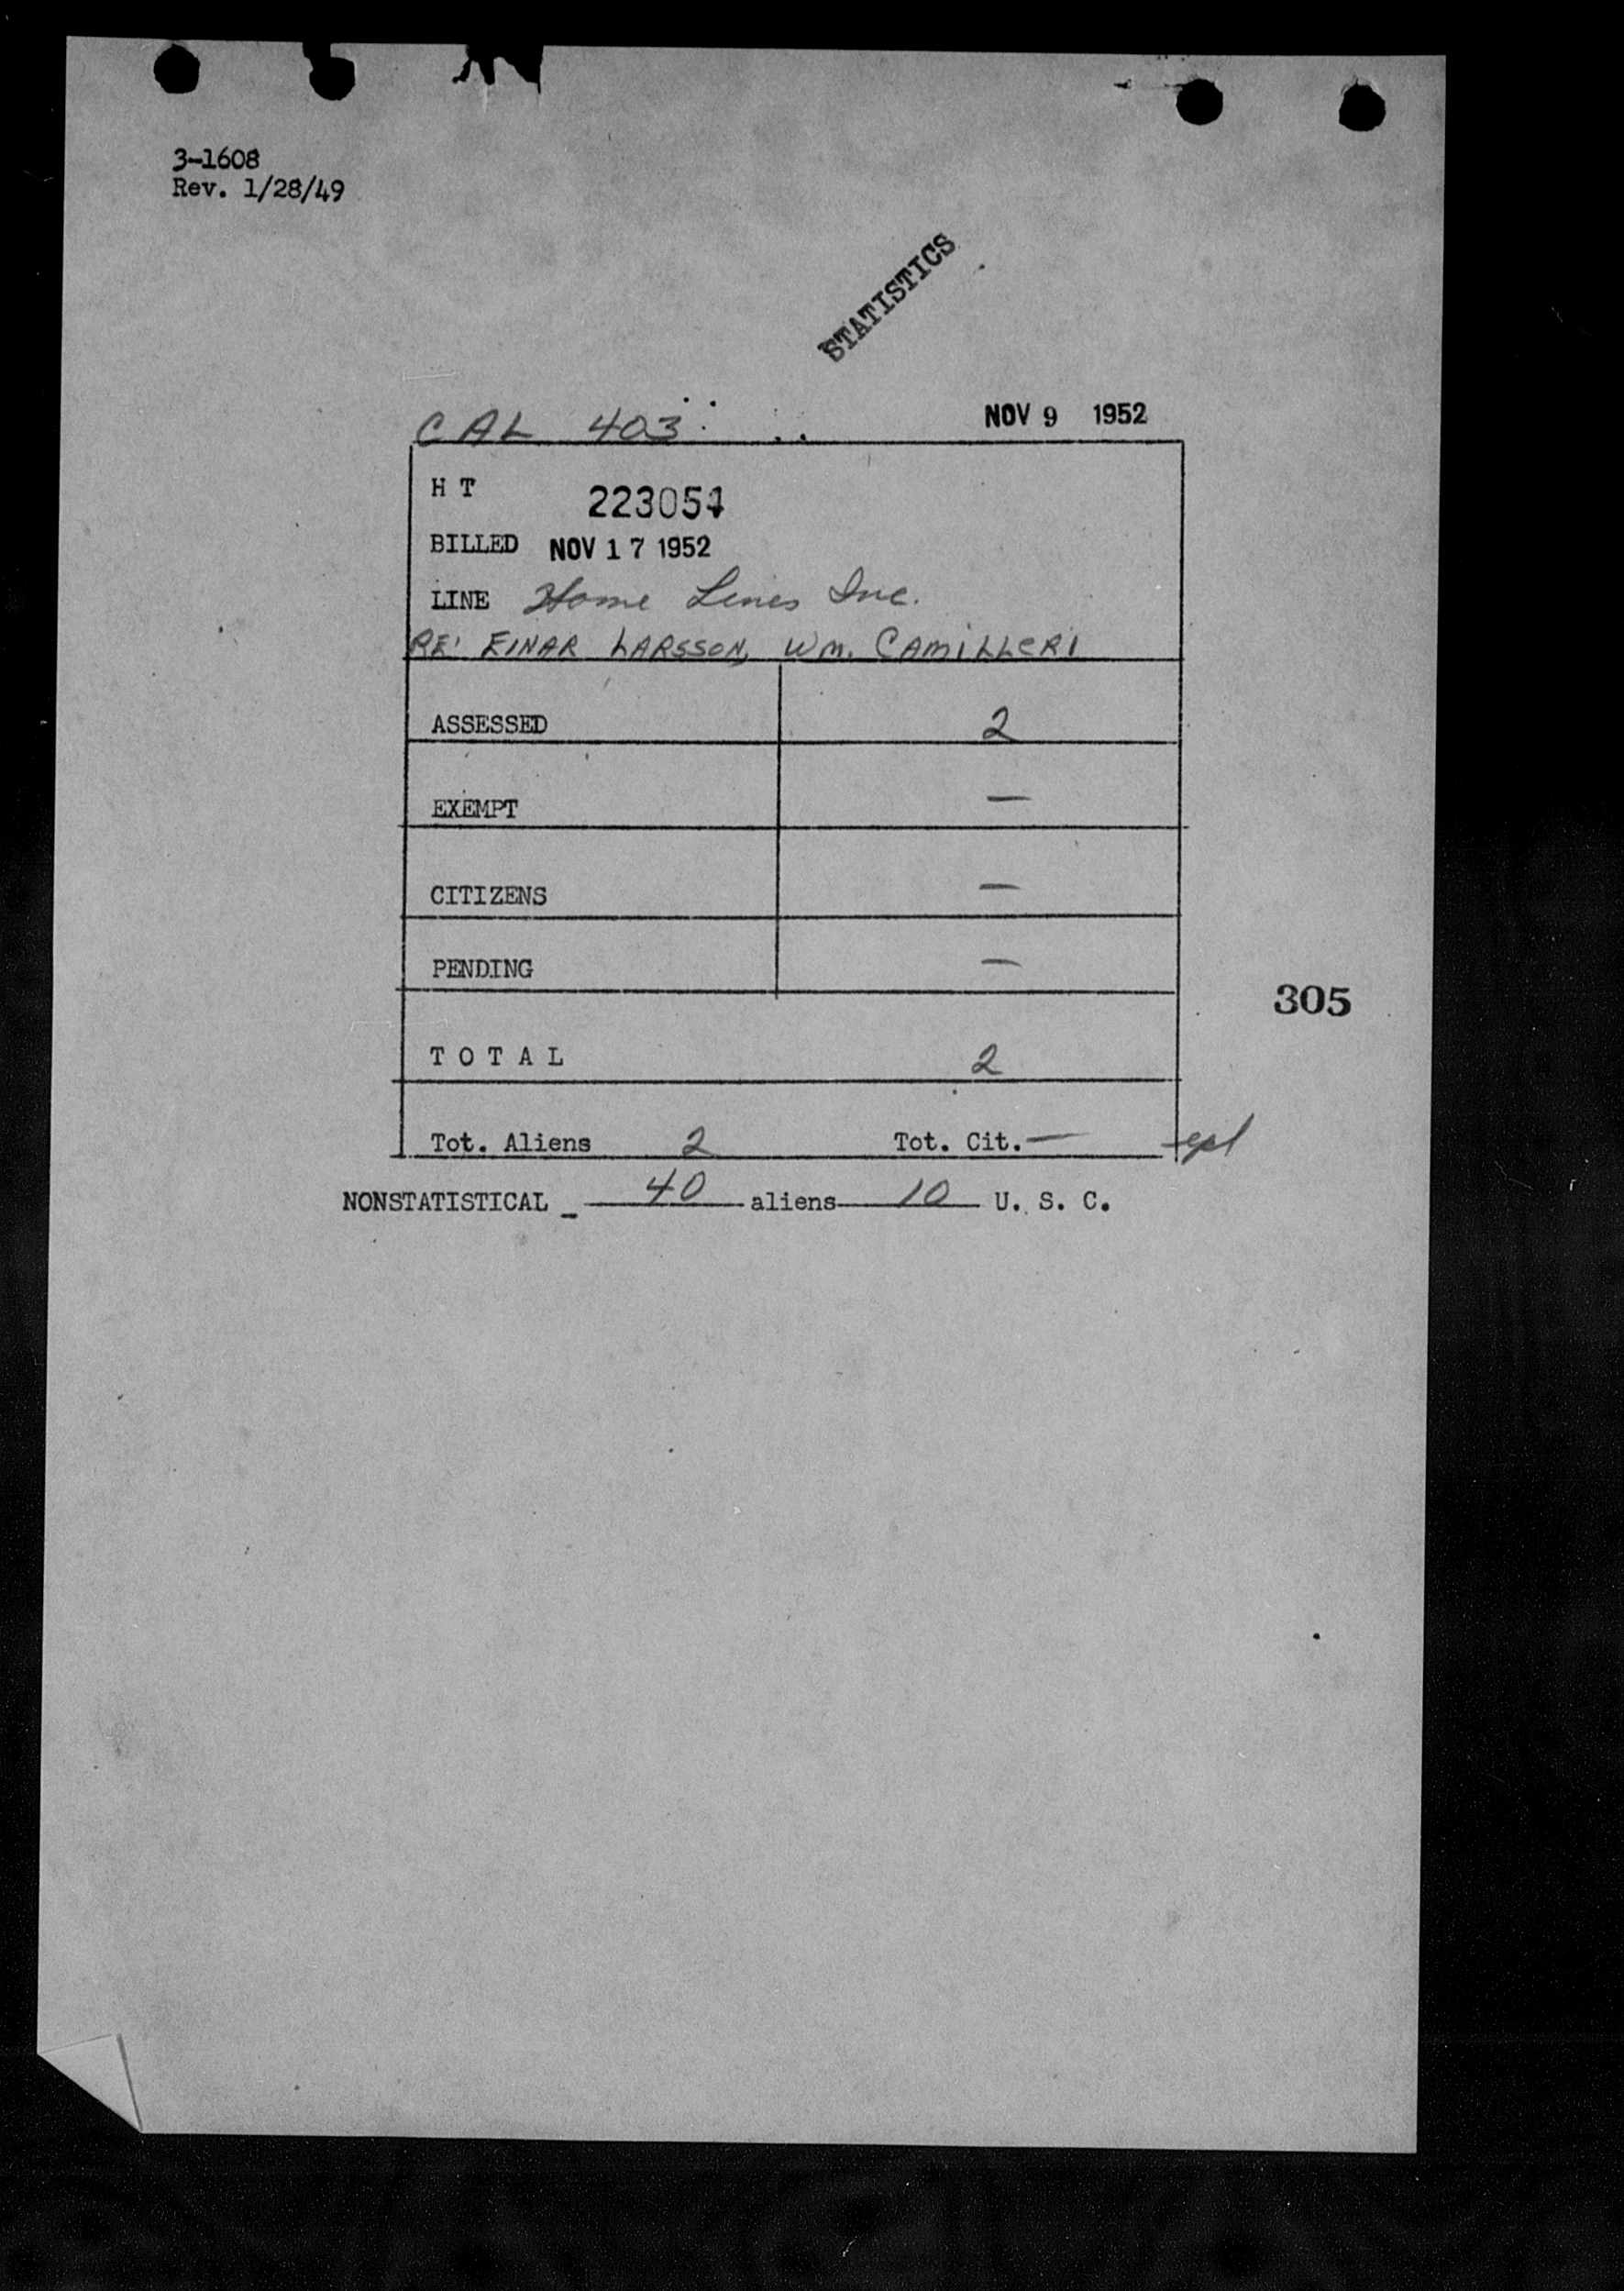 3-1608
Rev. 1/28/49
STATISTICS
CAL 403 NOV 9 1952
H T 223054
BILLED NOV 17 1952
LINE Home Lines Inc.
RE: EINAR LARSSON, WM. CAMILLERI
ASSESSED 2
EXEMPT —
CITIZENS —
PENDING —
305
TOTAL 2
Tot. Aliens 2 Tot. Cit. —
NONSTATISTICAL 40 aliens 10 U. S. C.